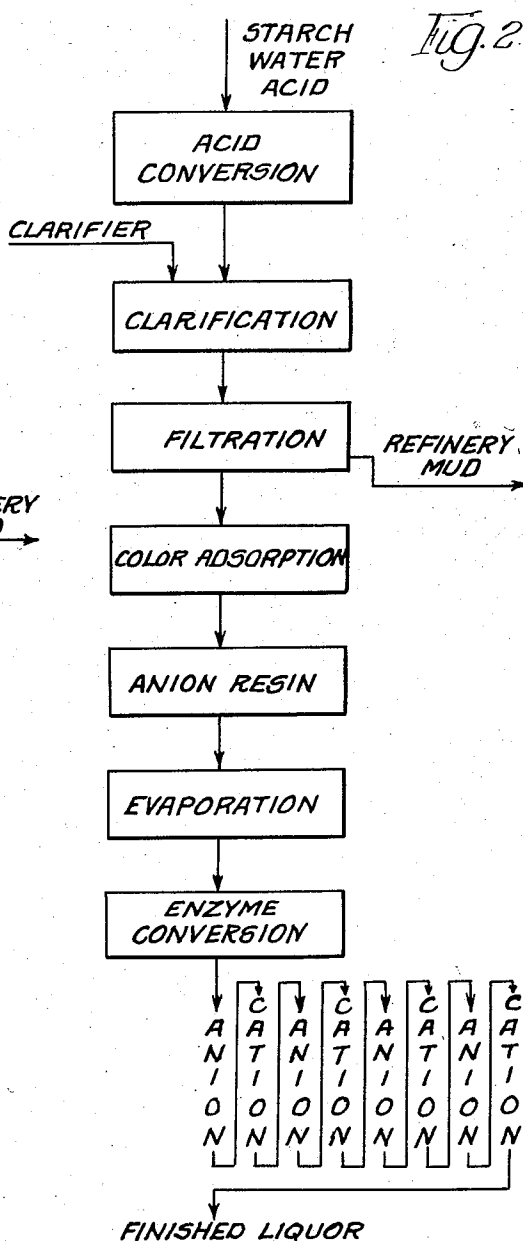 Fig. 2.
STARCH
WATER
ACID
ACID
CONVERSION
CLARIFIER
CLARIFICATION
FILTRATION
REFINERY
MUD
ERY
COLOR ADSORPTION
ANION RESIN
EVAPORATION
ENZYME
CONVERSION
ANION
CATION
ANION
CATION
ANION
CATION
ANION
CATION
FINISHED LIQUOR